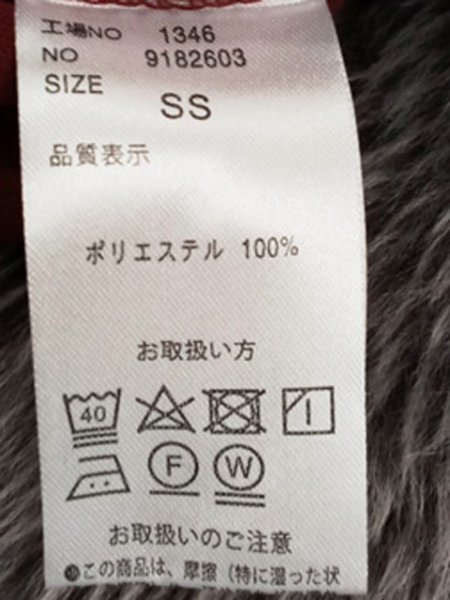 工場NO 1346
NO 9182603
SIZE SS
品質表示
ポリエステル 100%
お取扱い方
40
F W
お取扱いのご注意
●この商品は、摩擦（特に湿った状